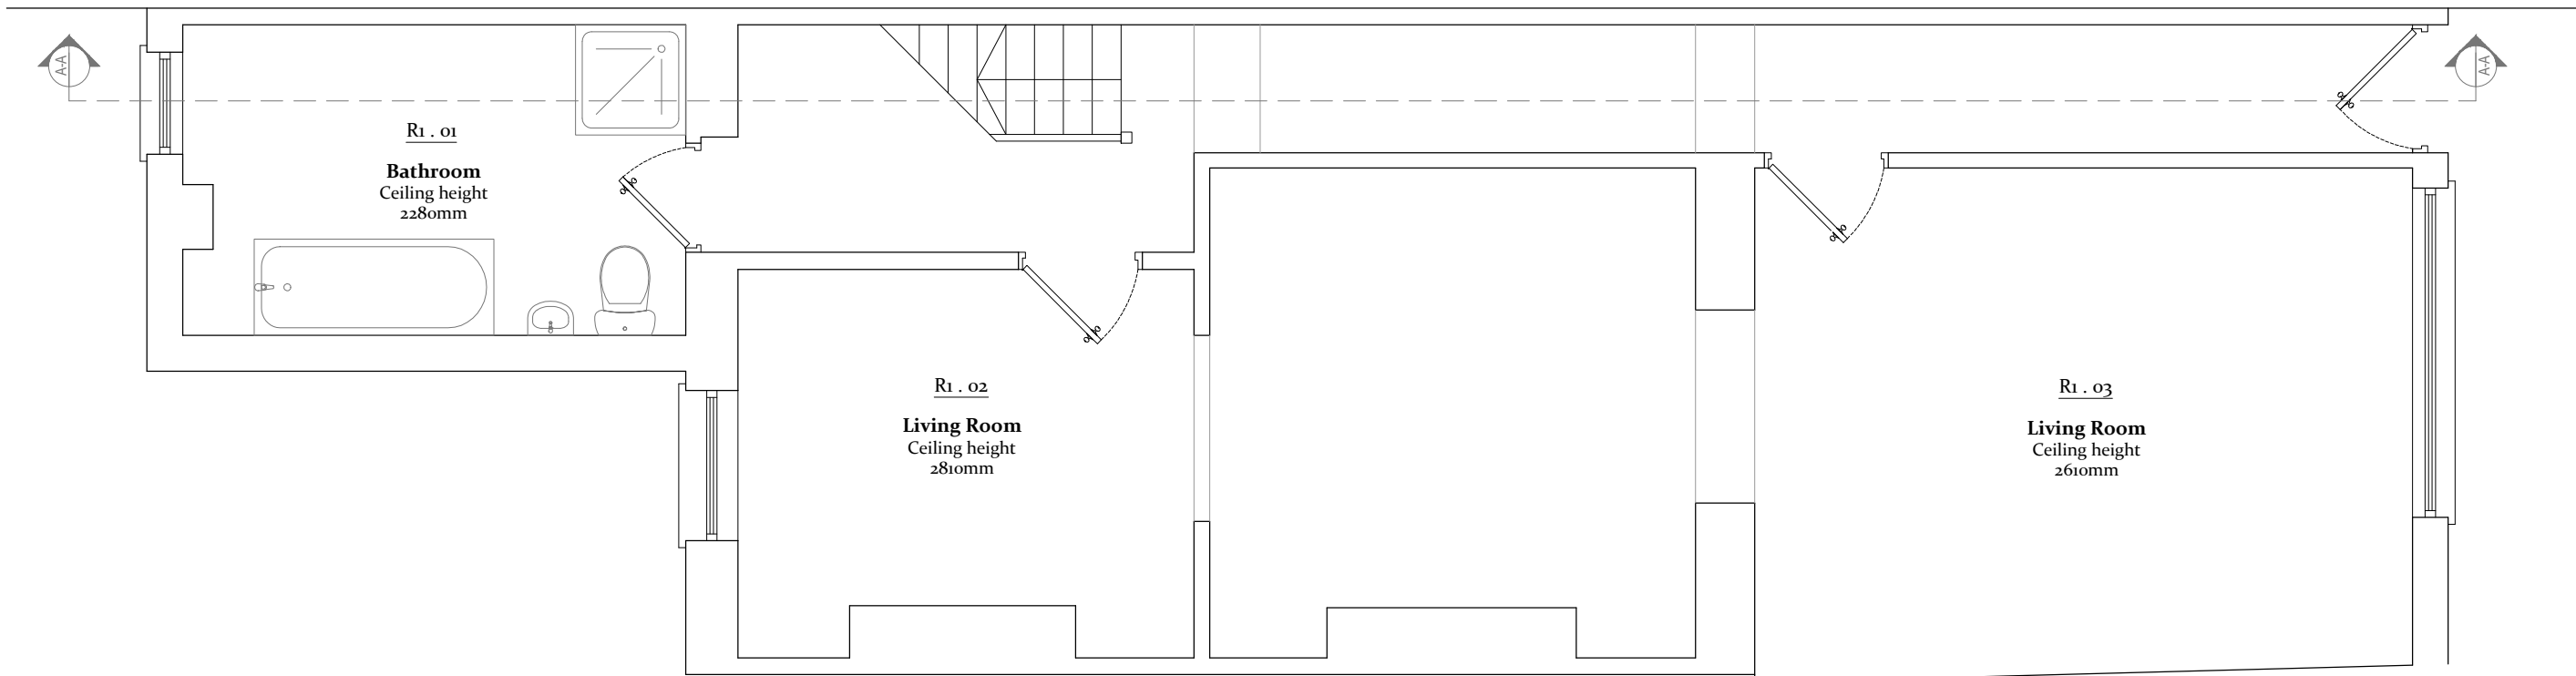 A-A
A-A
R1 . 01
Bathroom
Ceiling height
2280mm
R1 . 02
Living Room
Ceiling height
2810mm
R1 . 03
Living Room
Ceiling height
2610mm